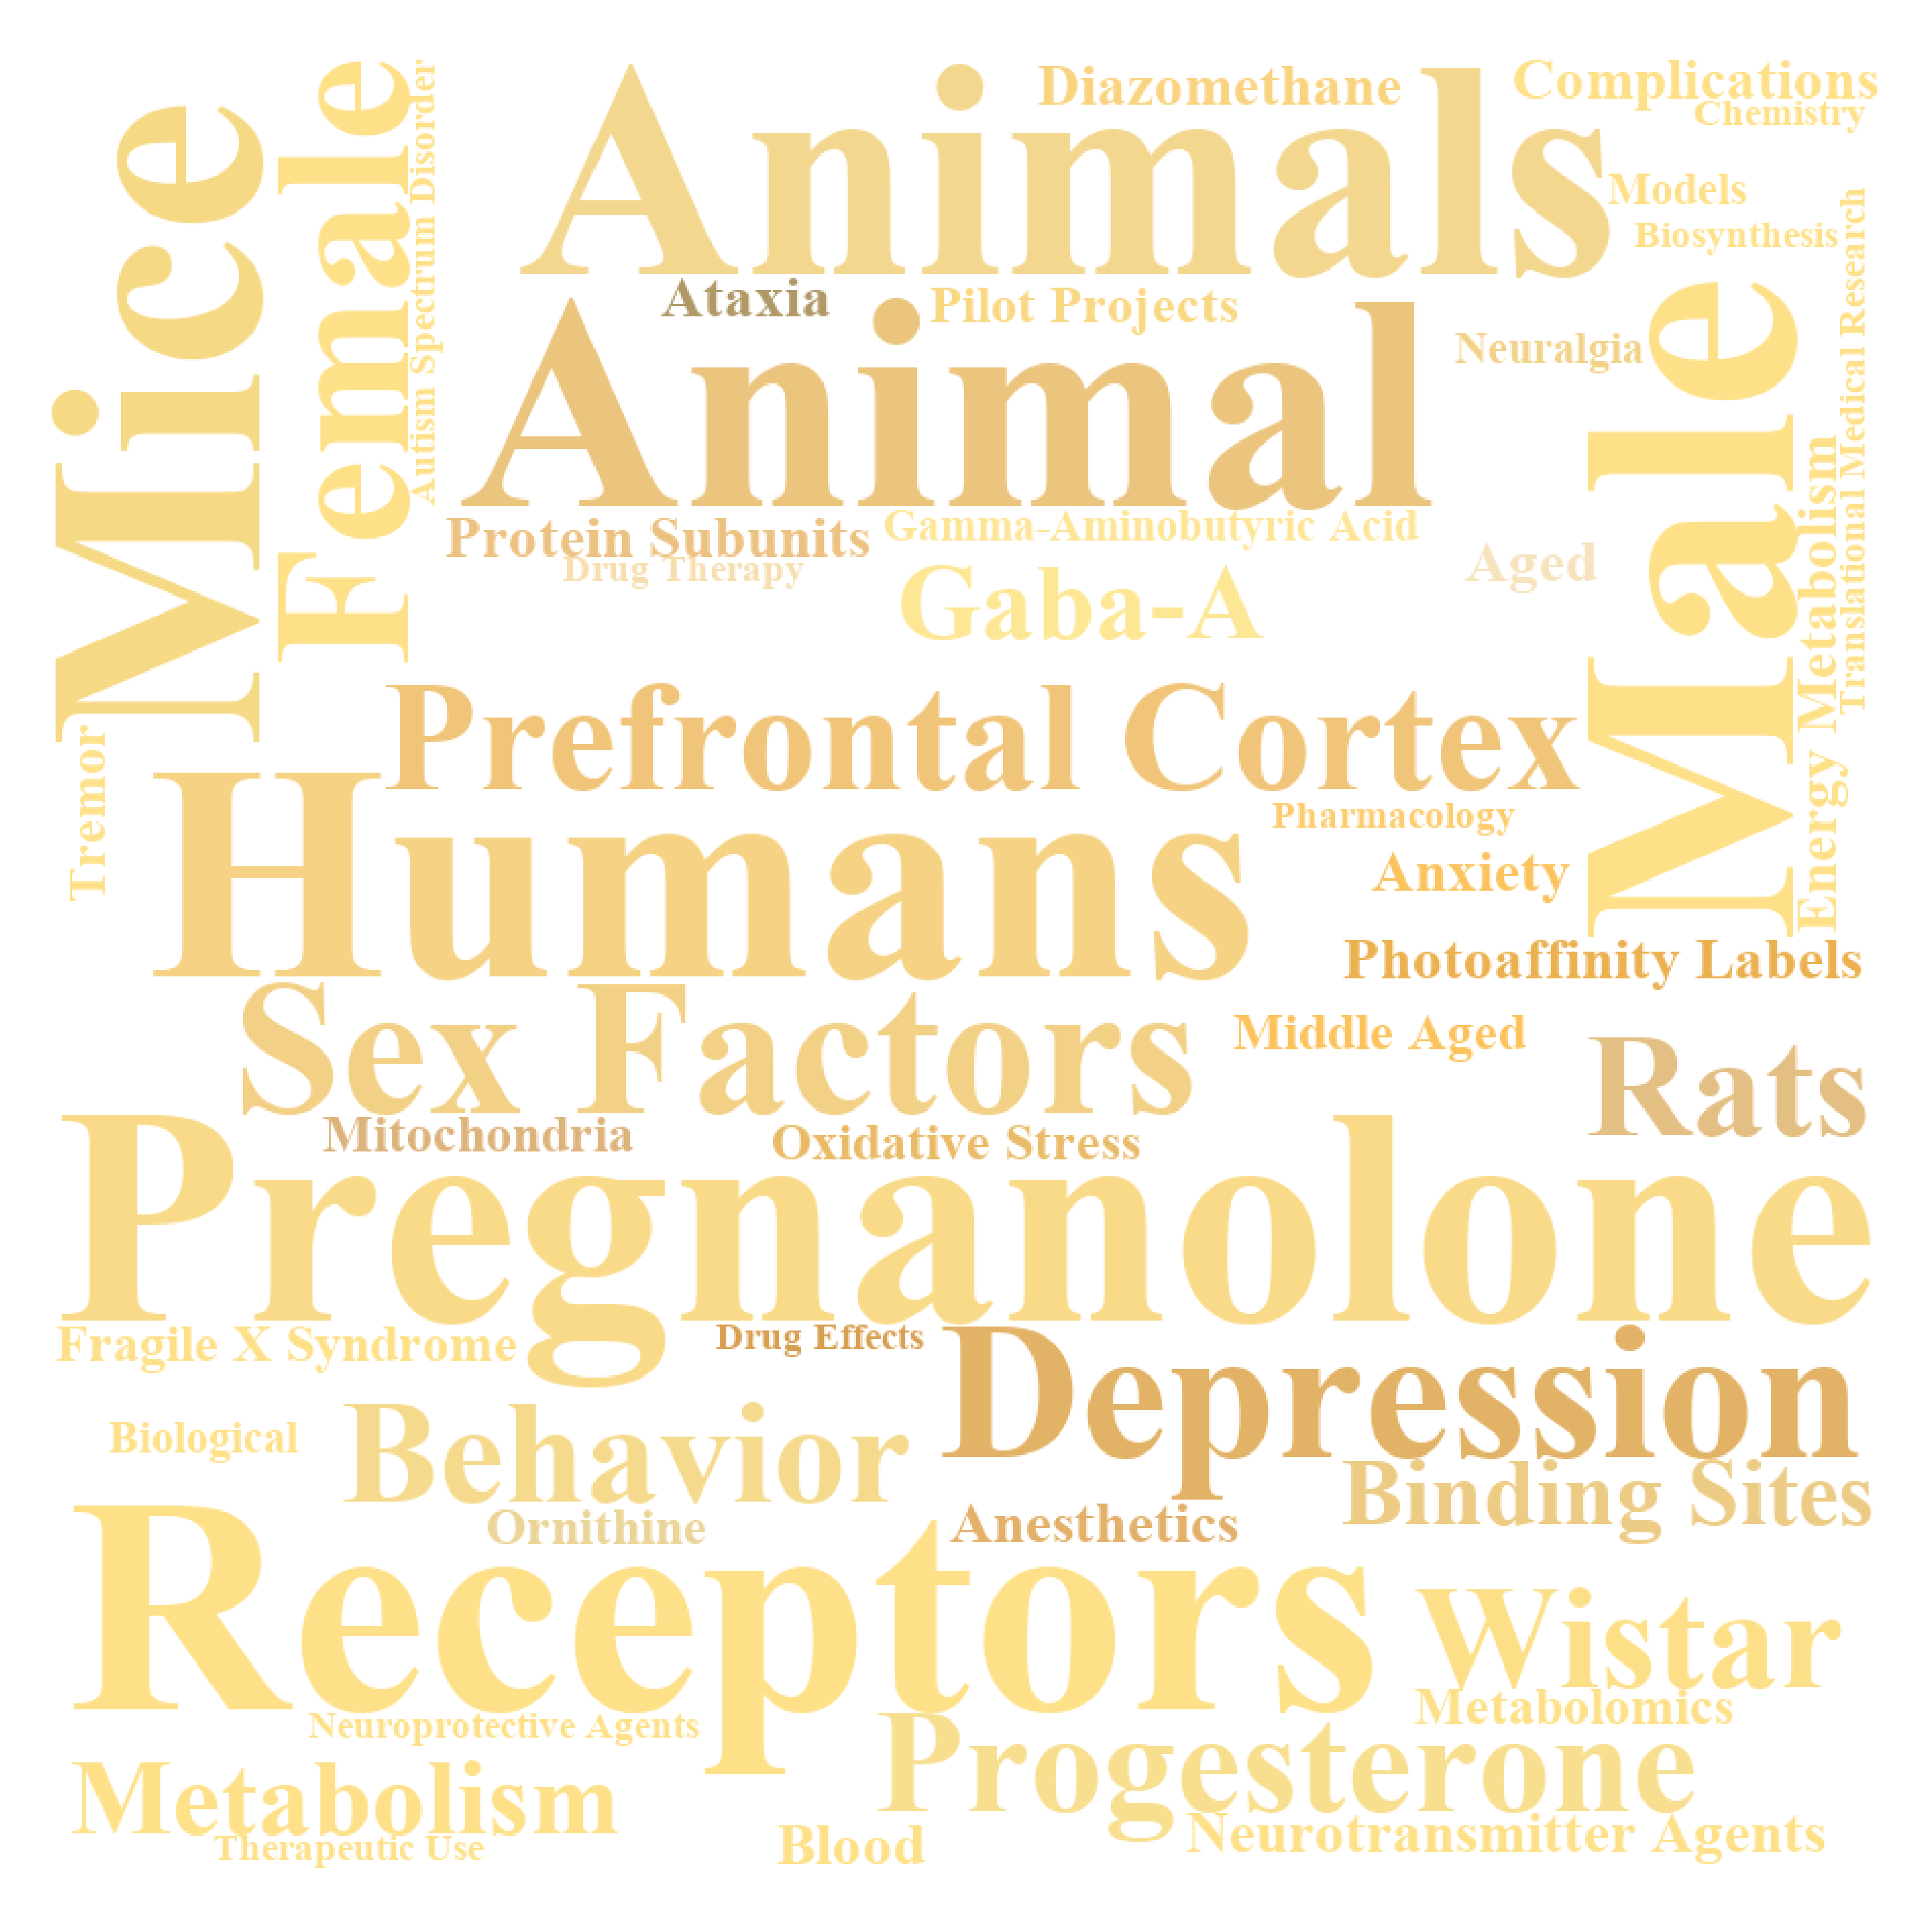 Mice
Female
Autism Spectrum Disorder
Animals
Diazomethane
Complications
Chemistry
Models
Biosynthesis
Translational Medical Research
Ataxia
Pilot Projects
Animal
Neuralgia
Male
Energy Metabolism
Protein Subunits
Gamma-Aminobutyric Acid
Drug Therapy
Aged
Gaba-A
Prefrontal Cortex
Tremor
Humans
Pharmacology
Anxiety
Photoaffinity Labels
Sex Factors
Middle Aged
Rats
Mitochondria
Oxidative Stress
Pregnanolone
Fragile X Syndrome
Drug Effects
Depression
Biological
Behavior
Binding Sites
Ornithine
Anesthetics
Receptors
Wistar
Metabolomics
Neuroprotective Agents
Progesterone
Metabolism
Therapeutic Use
Blood
Neurotransmitter Agents